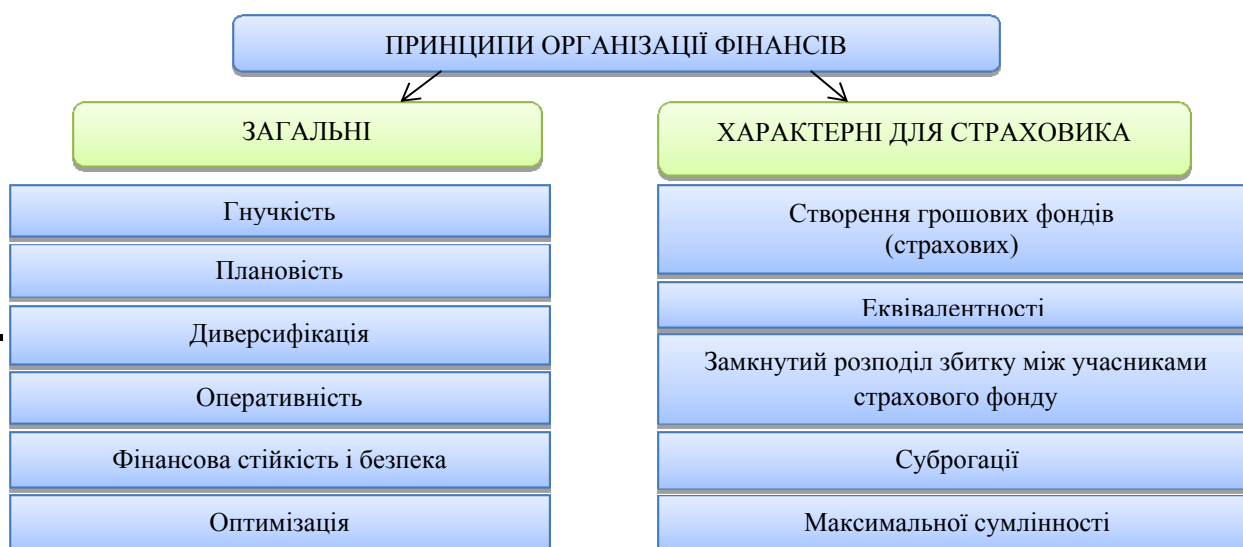 ПРИНЦИПИ ОРГАНІЗАЦІЇ ФІНАНСІВ
ЗАГАЛЬНІ
Гнучкість
Плановість
Диверсифікація
Оперативність
Фінансова стійкість і безпека
Оптимізація
ХАРАКТЕРНІ ДЛЯ СТРАХОВИКА
Створення грошових фондів
(страхових)
Еквівалентності
Замкнутий розподіл збитку між учасниками
страхового фонду
Суброгації
Максимальної сумлінності